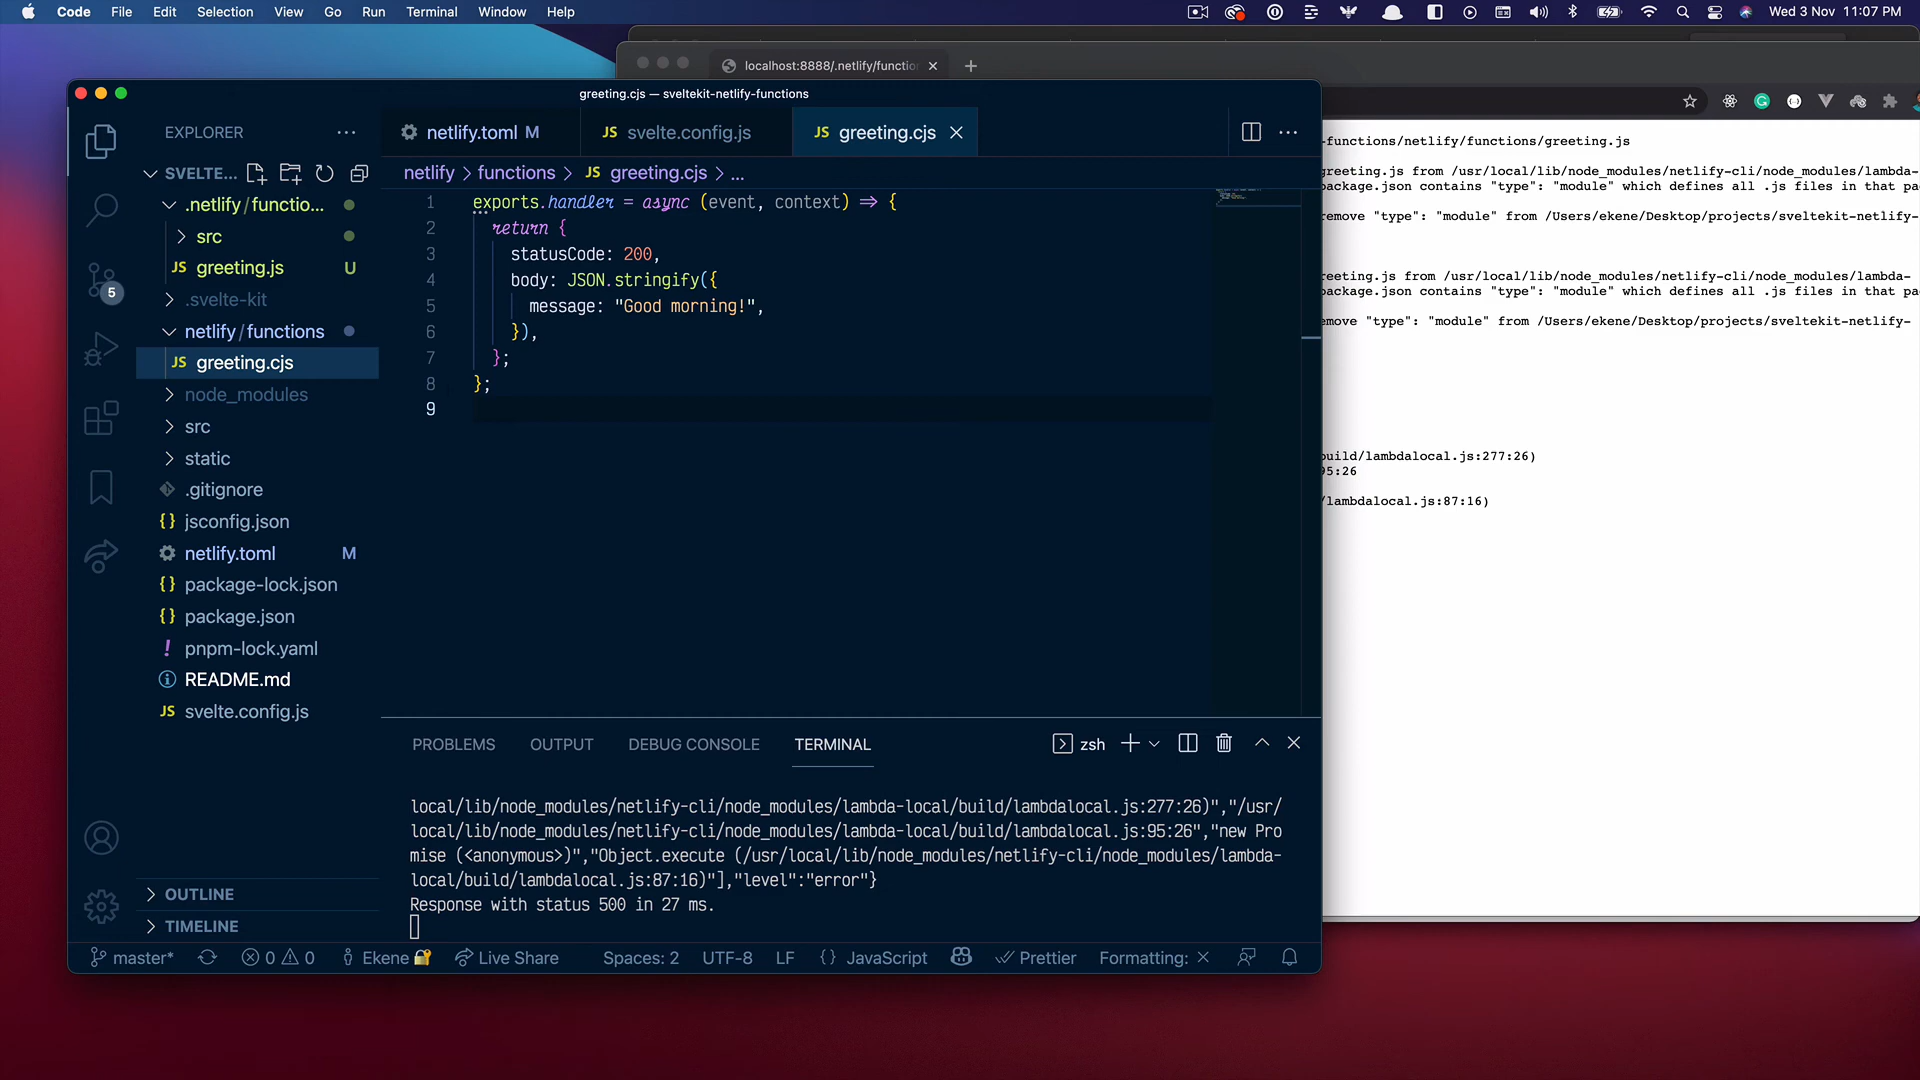 Code File Edit Selection View Go Run Terminal Window Help
Wed 3 Nov 11:07 PM
localhost:8888/.netlify/functio
greeting.cjs — sveltekit-netlify-functions
EXPLORER
SVELTE...
.netlify/functio...
src
JS greeting.js U
.svelte-kit
netlify/functions
JS greeting.cjs
node_modules
src
static
.gitignore
{} jsconfig.json
netlify.toml M
{} package-lock.json
{} package.json
! pnpm-lock.yaml
README.md
JS svelte.config.js
OUTLINE
TIMELINE
5
netlify.toml M
JS svelte.config.js
JS greeting.cjs
netlify > functions > JS greeting.cjs > ...
1 exports.handler = async (event, context) => {
2 return {
3 statusCode: 200,
4 body: JSON.stringify({
5 message: "Good morning!",
6 }),
7 };
8 };
9
PROBLEMS OUTPUT DEBUG CONSOLE TERMINAL
zsh
local/lib/node_modules/netlify-cli/node_modules/lambda-local/build/lambdalocal.js:277:26)","/usr/
local/lib/node_modules/netlify-cli/node_modules/lambda-local/build/lambdalocal.js:95:26","new Pro
mise (<anonymous>)","Object.execute (/usr/local/lib/node_modules/netlify-cli/node_modules/lambda-
local/build/lambdalocal.js:87:16)"],"level":"error"}
Response with status 500 in 27 ms.
master* 0 0 Ekene Live Share Spaces: 2 UTF-8 LF {} JavaScript Prettier Formatting: ×
-functions/netlify/functions/greeting.js
greeting.js from /usr/local/lib/node_modules/netlify-cli/node_modules/lambda-
package.json contains "type": "module" which defines all .js files in that pa
remove "type": "module" from /Users/ekene/Desktop/projects/sveltekit-netlify-
reeting.js from /usr/local/lib/node_modules/netlify-cli/node_modules/lambda-
package.json contains "type": "module" which defines all .js files in that pa
emove "type": "module" from /Users/ekene/Desktop/projects/sveltekit-netlify-
build/lambdalocal.js:277:26)
95:26
/lambdalocal.js:87:16)